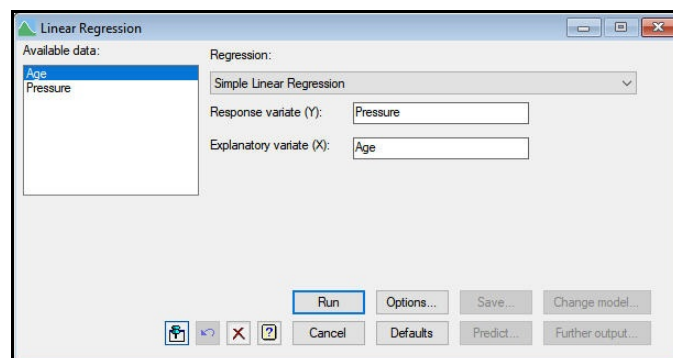 Linear Regression
Available data:
Age
Pressure
Regression:
Simple Linear Regression
Response variate (Y): Pressure
Explanatory variate (X): Age
Run Options... Save... Change model...
Cancel Defaults Predict... Further output...